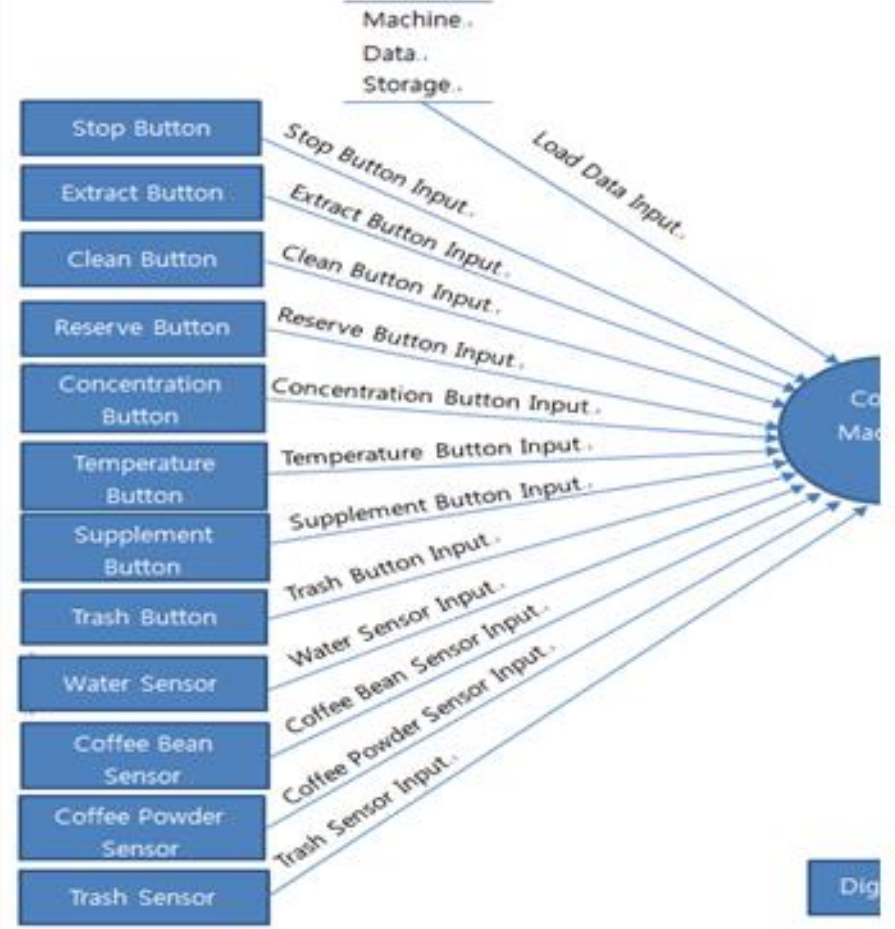 Machine
Data
Storage
Load Data Input
Stop Button
Stop Button Input
Extract Button
Extract Button Input
Clean Button
Clean Button Input
Reserve Button
Reserve Button Input
Concentration
Button
Concentration Button Input
Temperature
Button
Temperature Button Input
Supplement
Button
Supplement Button Input
Trash Button
Trash Button Input
Water Sensor
Water Sensor Input
Coffee Bean
Sensor
Coffee Bean Sensor Input
Coffee Powder
Sensor
Coffee Powder Sensor Input
Trash Sensor
Trash Sensor Input
Co
Mac
Dig